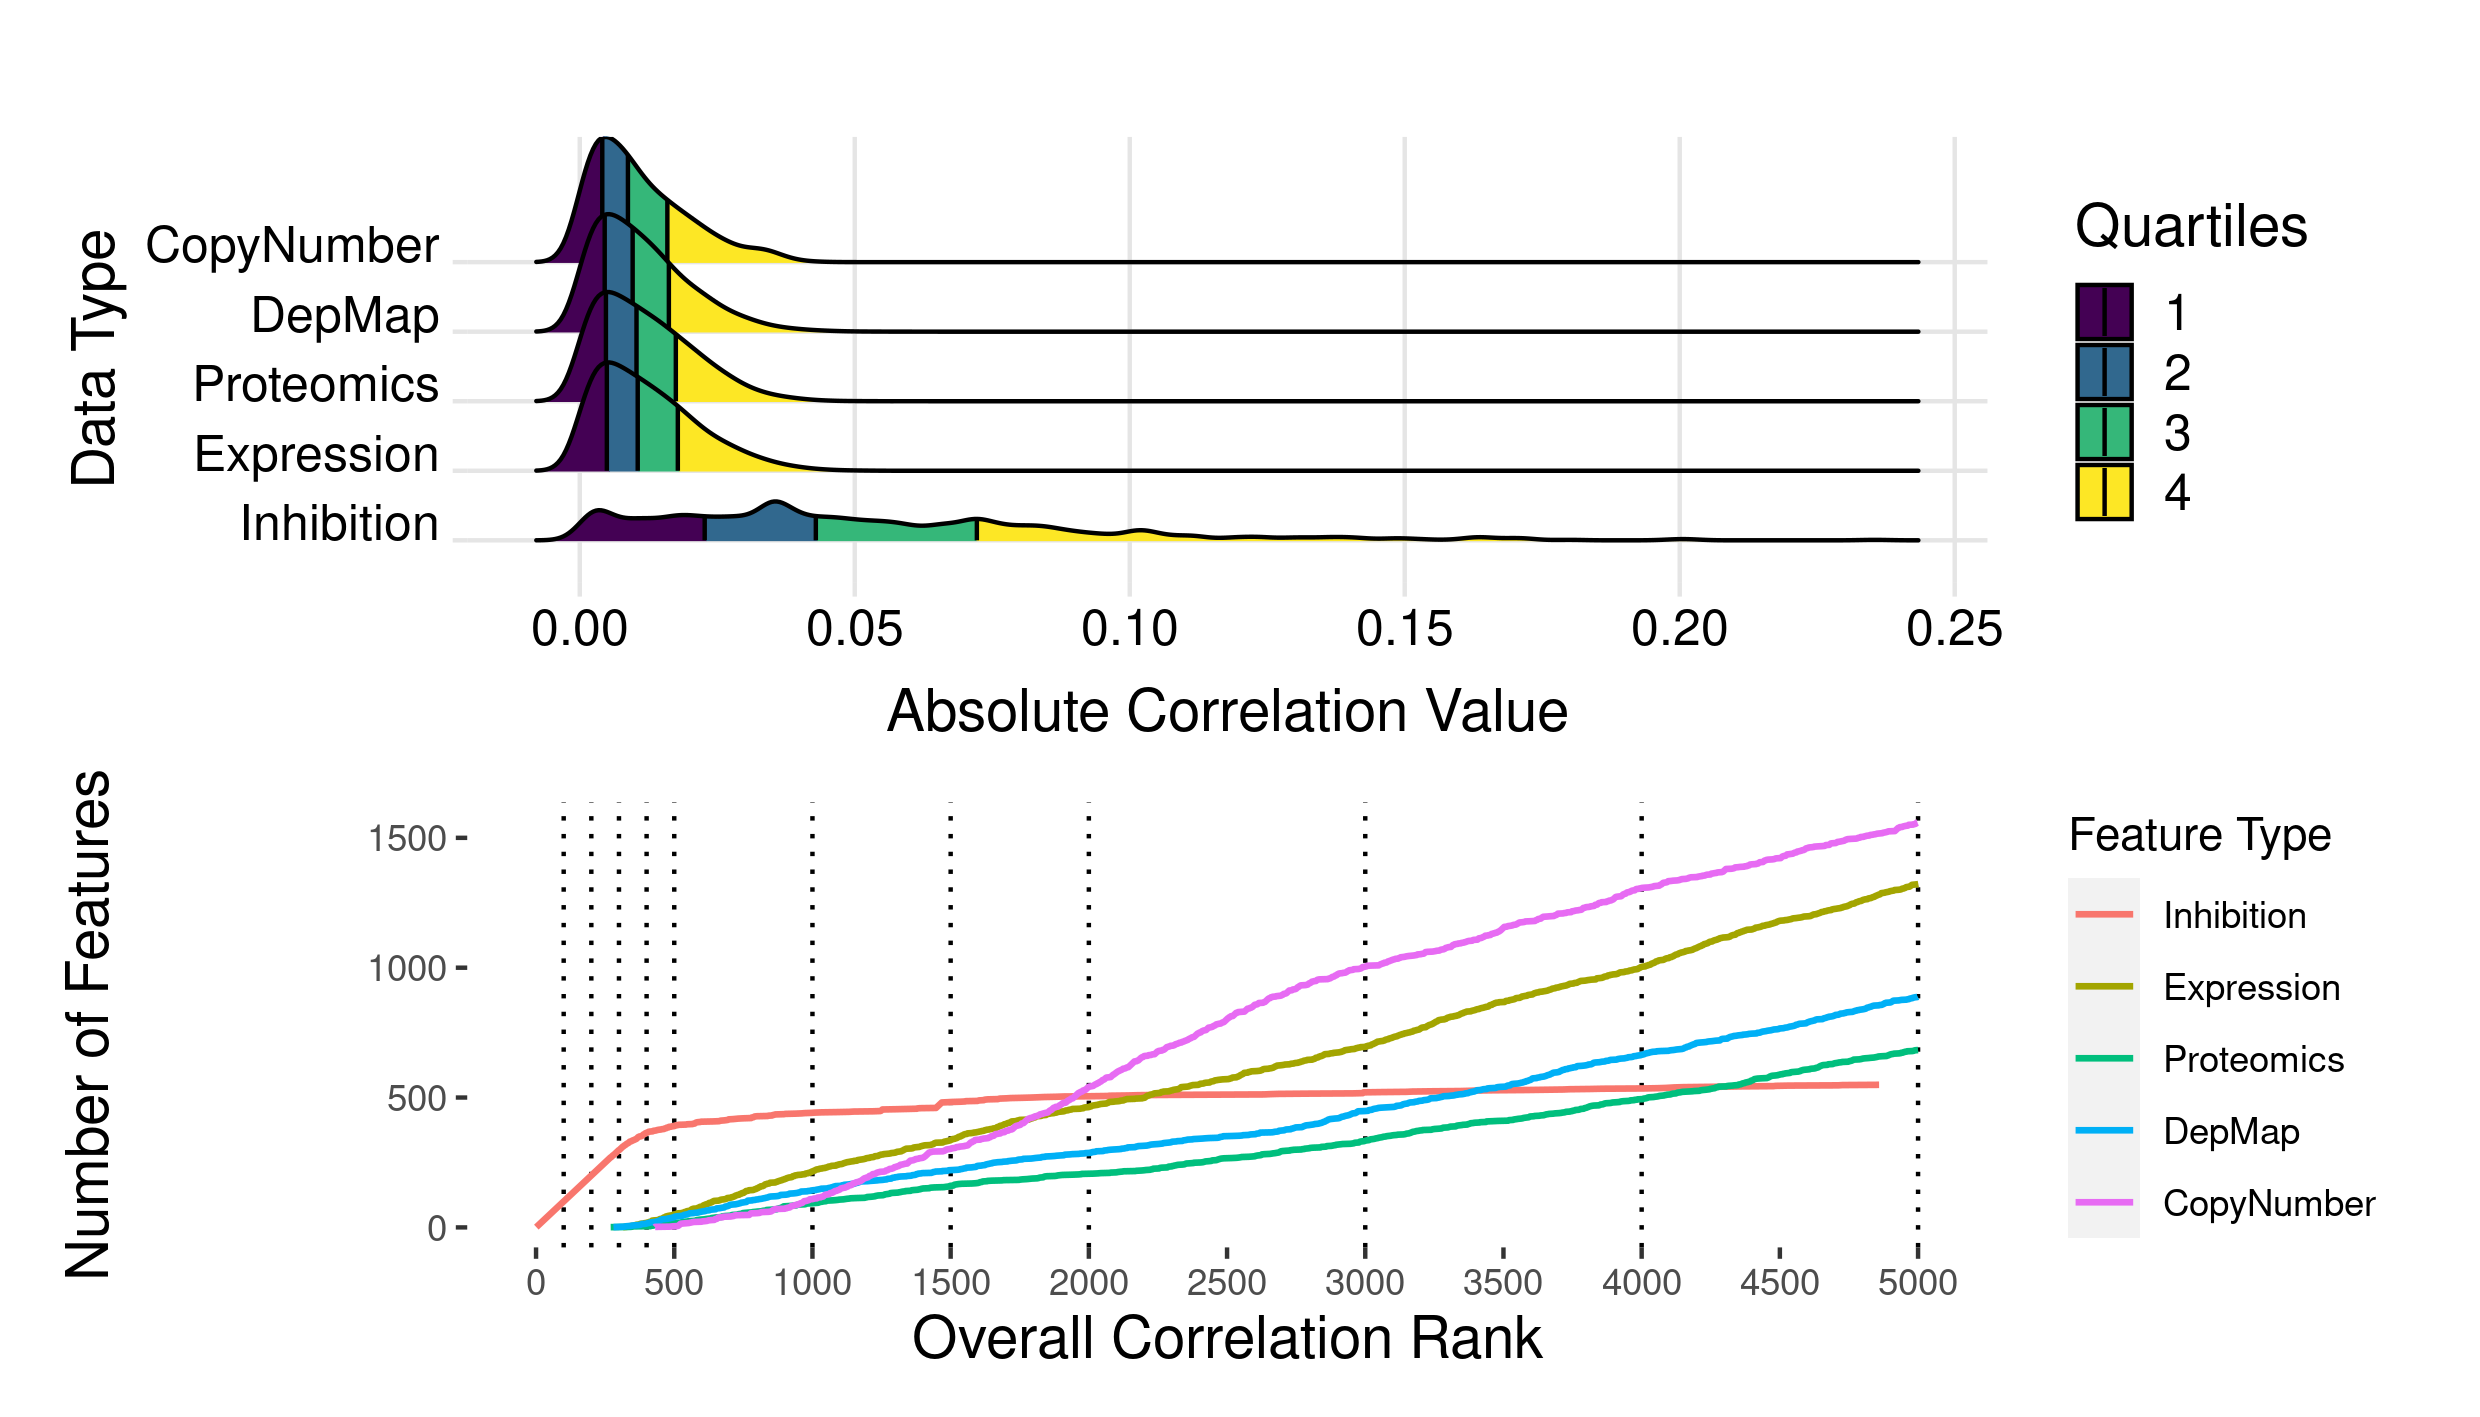 Data Type
CopyNumber
DepMap
Proteomics
Expression
Inhibition
0.00 0.05 0.10 0.15 0.20 0.25
Absolute Correlation Value
Quartiles
1
2
3
4
Number of Features
1500
1000
500
0
0 500 1000 1500 2000 2500 3000 3500 4000 4500 5000
Overall Correlation Rank
Feature Type
Inhibition
Expression
Proteomics
DepMap
CopyNumber